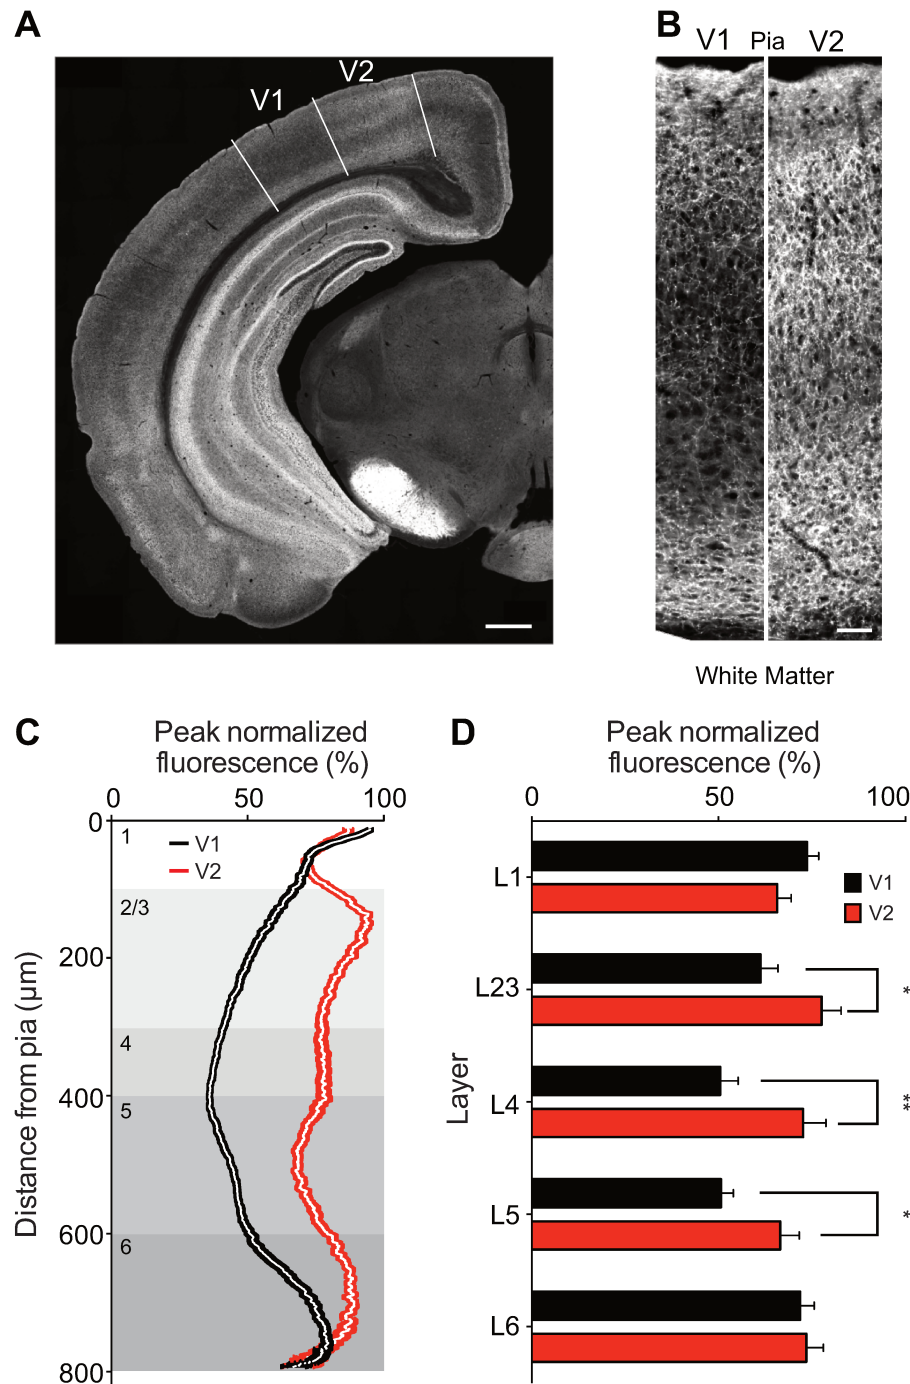 A
V1
V2
B
V1 Pia V2
White Matter
C
Peak normalized
fluorescence (%)
0 50 100
Distance from pia (µm)
0
200
400
600
800
1
2/3
4
5
6
V1
V2
D
Peak normalized
fluorescence (%)
0 50 100
Layer
L1
L23
L4
L5
L6
V1
V2
*
**
*